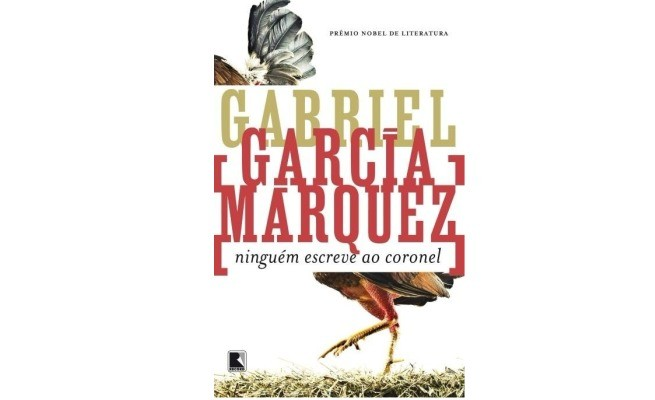 PRÊMIO NOBEL DE LITERATURA
GABRIEL
[GARCÍA]
[MÁRQUEZ]
ninguém escreve ao coronel